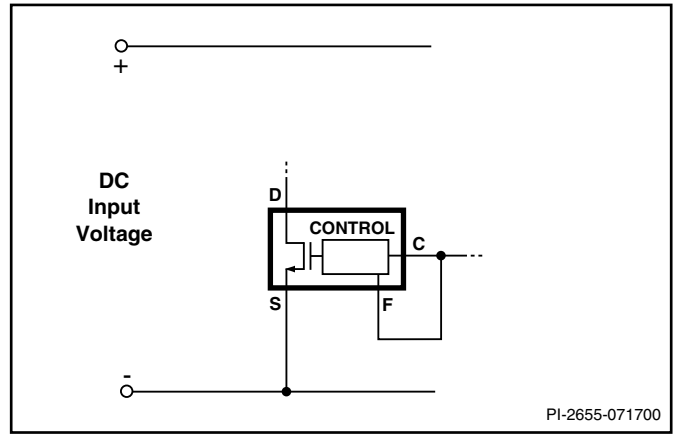 +
DC
Input
Voltage
D
CONTROL
C
S
F
-
PI-2655-071700